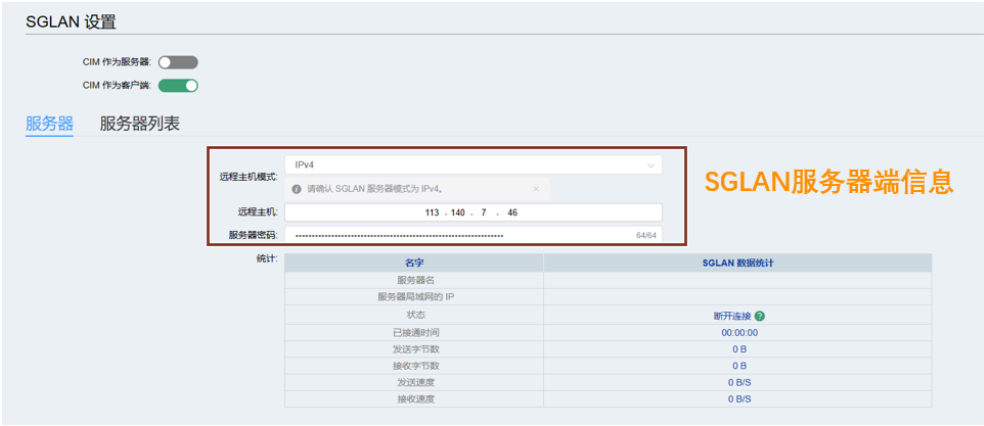 SGLAN 设置
CIM 作为服务器:
CIM 作为客户端:
服务器 服务器列表
远程主机模式: IPv4
请确认 SGLAN 服务器模式为 IPv4。 ×
SGLAN服务器端信息
远程主机: 113 . 140 . 7 . 46
服务器密码: 64/64
统计: 名字 SGLAN 数据统计
服务器名
服务器局域网的 IP
状态 断开连接 ?
已接通时间 00:00:00
发送字节数 0 B
接收字节数 0 B
发送速度 0 B/S
接收速度 0 B/S